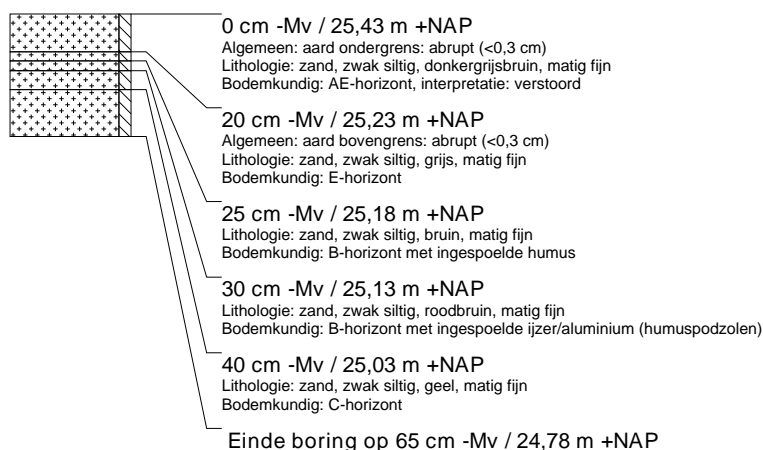 0 cm -Mv / 25,43 m +NAP
Algemeen: aard ondergrens: abrupt (<0,3 cm)
Lithologie: zand, zwak siltig, donkergrijsbruin, matig fijn
Bodemkundig: AE-horizont, interpretatie: verstoord
20 cm -Mv / 25,23 m +NAP
Algemeen: aard bovengrens: abrupt (<0,3 cm)
Lithologie: zand, zwak siltig, grijs, matig fijn
Bodemkundig: E-horizont
25 cm -Mv / 25,18 m +NAP
Lithologie: zand, zwak siltig, bruin, matig fijn
Bodemkundig: B-horizont met ingespoelde humus
30 cm -Mv / 25,13 m +NAP
Lithologie: zand, zwak siltig, roodbruin, matig fijn
Bodemkundig: B-horizont met ingespoelde ijzer/aluminium (humuspodzolen)
40 cm -Mv / 25,03 m +NAP
Lithologie: zand, zwak siltig, geel, matig fijn
Bodemkundig: C-horizont
Einde boring op 65 cm -Mv / 24,78 m +NAP